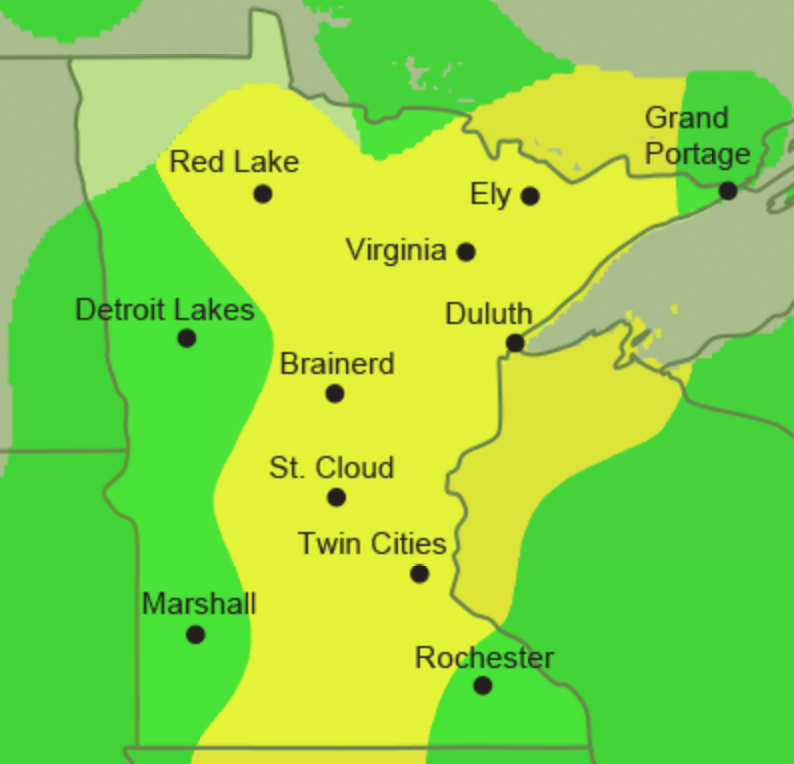 Grand
Portage
Red Lake
Ely
Virginia
Detroit Lakes
Duluth
Brainerd
St. Cloud
Twin Cities
Marshall
Rochester